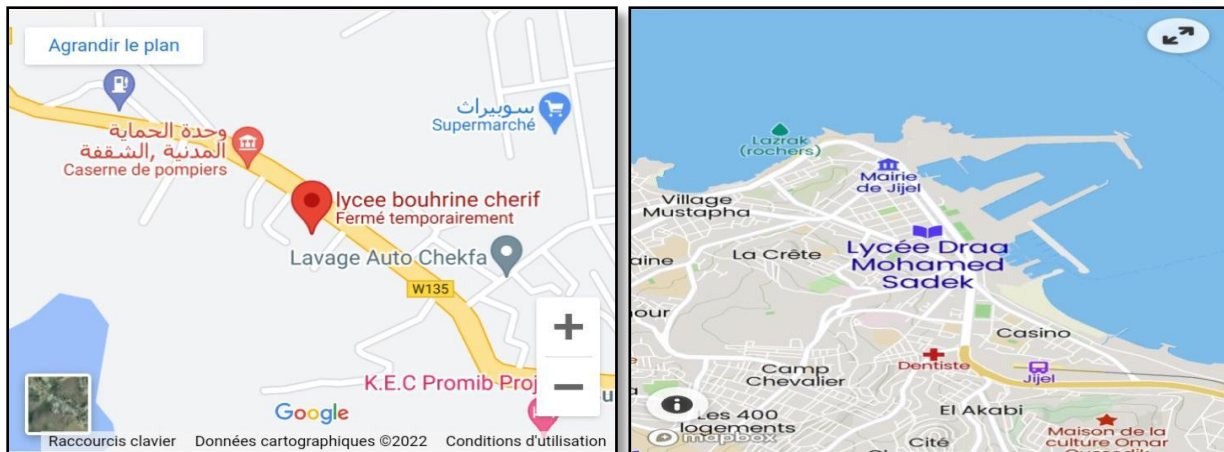 Agrandir le plan
سوبيراث
Supermarché
وحدة الحماية
المدنية ,الشقفة
Caserne de pompiers
lycee bouhrine cherif
Fermé temporairement
Lavage Auto Chekfa
W135
+
−
K.E.C Promib Proj
Google
Raccourcis clavier Données cartographiques ©2022 Conditions d'utilisation
Lazrak
(rochers)
Mairie
de Jijel
Village
Mustapha
La Crête
Lycée Draa
Mohamed
Sadek
aine
our
Casino
Dentiste
Jijel
Camp
Chevalier
El Akabi
Les 400
logements
mapbox
Cité
Maison de la
culture Omar